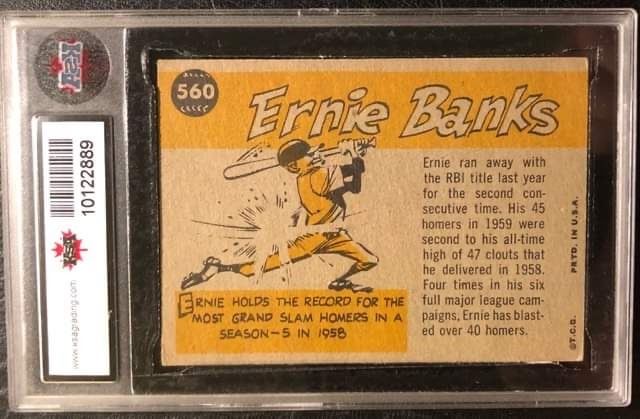 KSA
10122889
KSA
www.ksagrading.com
560
Ernie Banks
Ernie ran away with
the RBI title last year
for the second con-
secutive time. His 45
homers in 1959 were
second to his all-time
high of 47 clouts that
he delivered in 1958.
Four times in his six
full major league cam-
paigns, Ernie has blast-
ed over 40 homers.
ERNIE HOLDS THE RECORD FOR THE
MOST GRAND SLAM HOMERS IN A
SEASON-5 IN 1958
©T.C.G. PRTD. IN U.S.A.